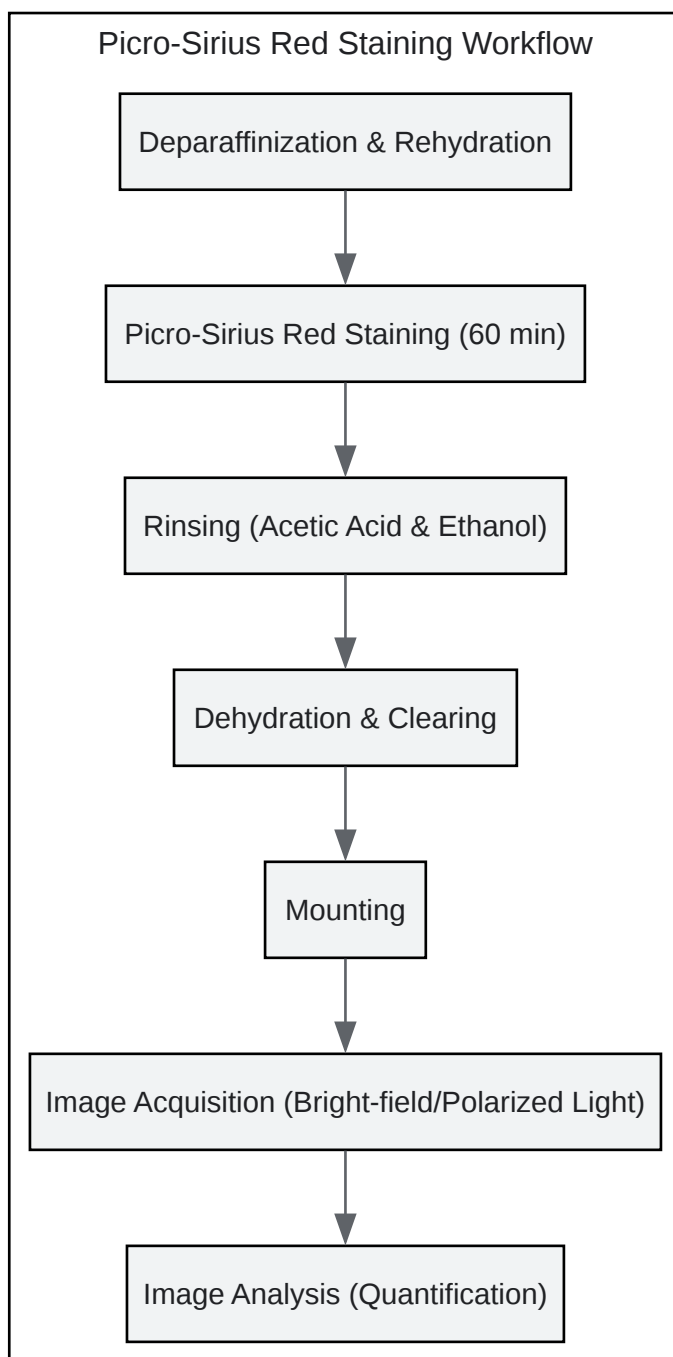 Picro-Sirius Red Staining Workflow
Deparaffinization & Rehydration
Picro-Sirius Red Staining (60 min)
Rinsing (Acetic Acid & Ethanol)
Dehydration & Clearing
Mounting
Image Acquisition (Bright-field/Polarized Light)
Image Analysis (Quantification)